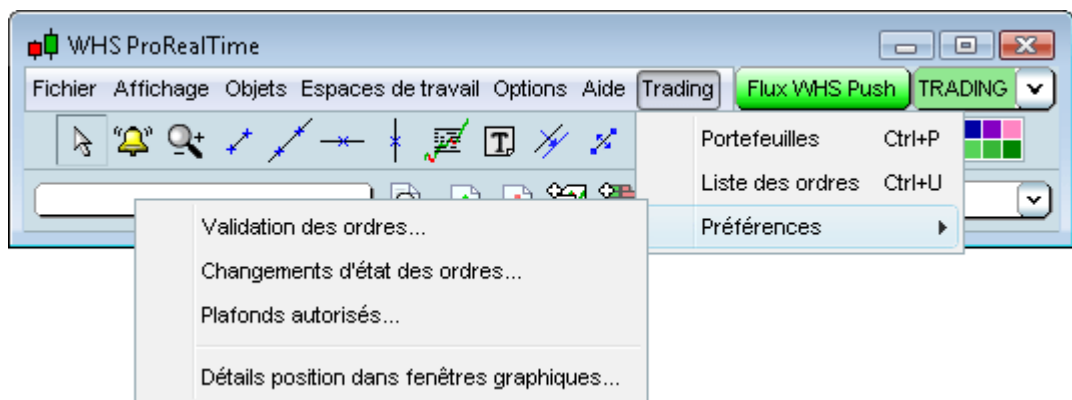 WHS ProRealTime
Fichier Affichage Objets Espaces de travail Options Aide Trading Flux WHS Push TRADING
T
Portefeuilles Ctrl+P
Liste des ordres Ctrl+U
Préférences
Validation des ordres...
Changements d'état des ordres...
Plafonds autorisés...
Détails position dans fenêtres graphiques...